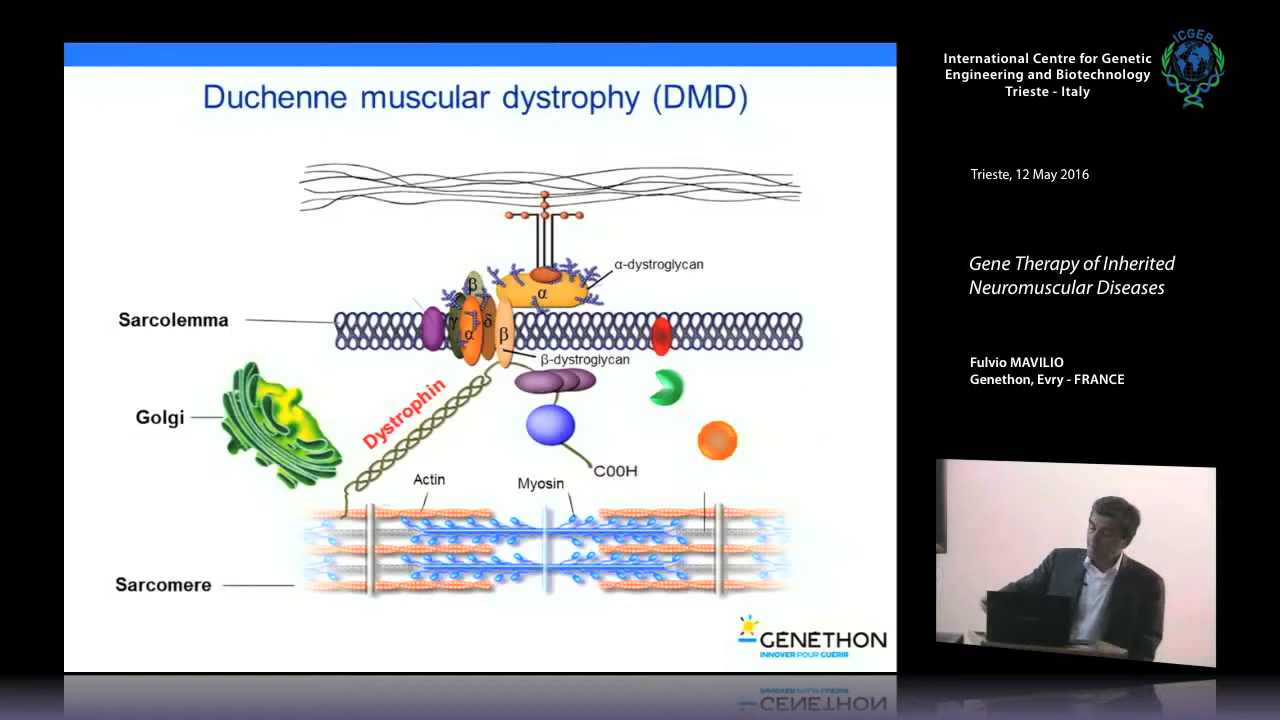 Duchenne muscular dystrophy (DMD)
α-dystroglycan
β
α
Sarcolemma
γ
α
δ
β
β-dystroglycan
Golgi
Dystrophin
C00H
Actin
Myosin
Sarcomere
GENETHON
INNOVER POUR GUÉRIR
ICGEB
International Centre for Genetic
Engineering and Biotechnology
Trieste - Italy
Trieste, 12 May 2016
Gene Therapy of Inherited
Neuromuscular Diseases
Fulvio MAVILIO
Genethon, Evry - FRANCE